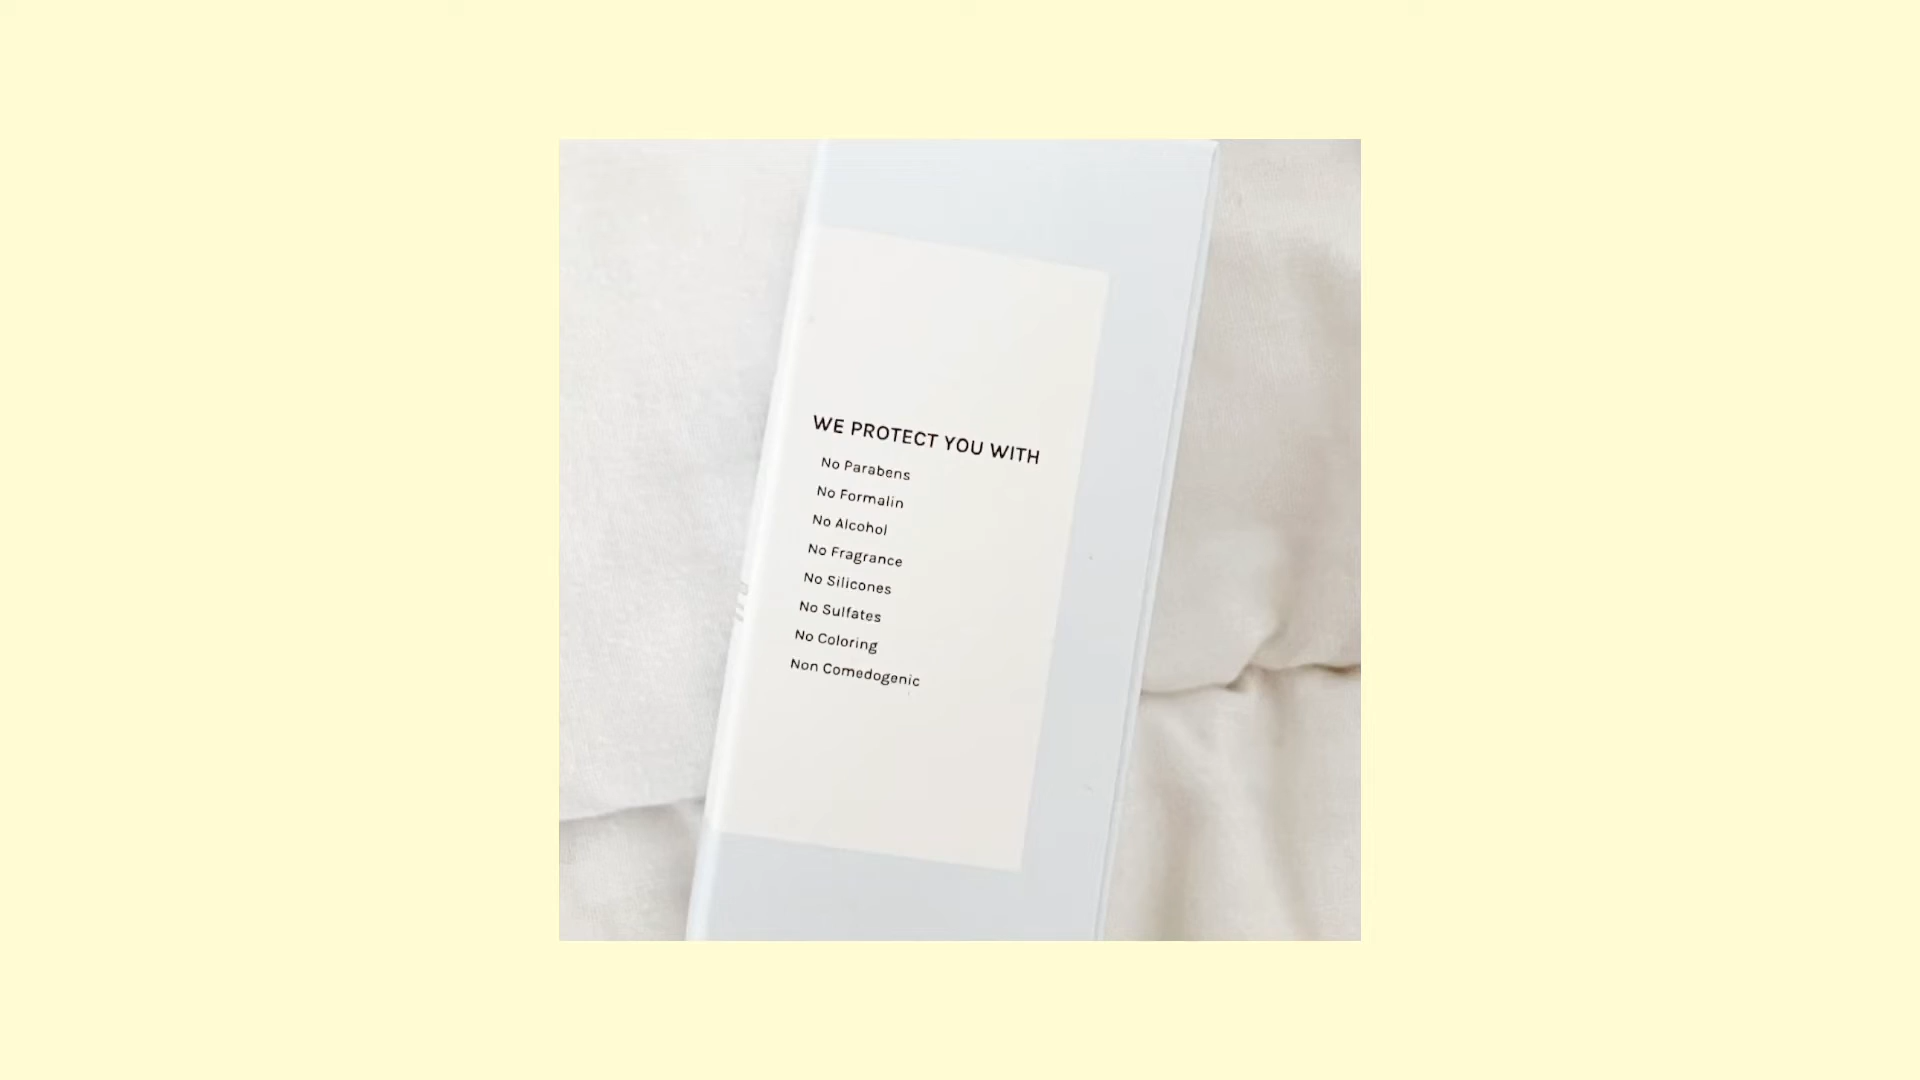 WE PROTECT YOU WITH
No Parabens
No Formalin
No Alcohol
No Fragrance
No Silicones
No Sulfates
No Coloring
Non Comedogenic